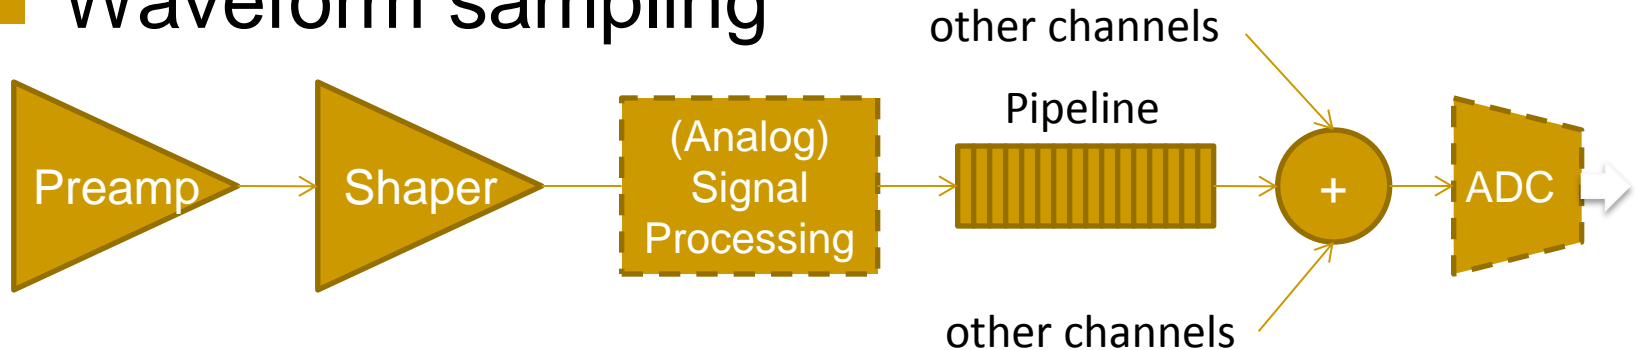 Waveform sampling
other channels
Pipeline
Preamp
Shaper
(Analog)
Signal
Processing
+
ADC
other channels